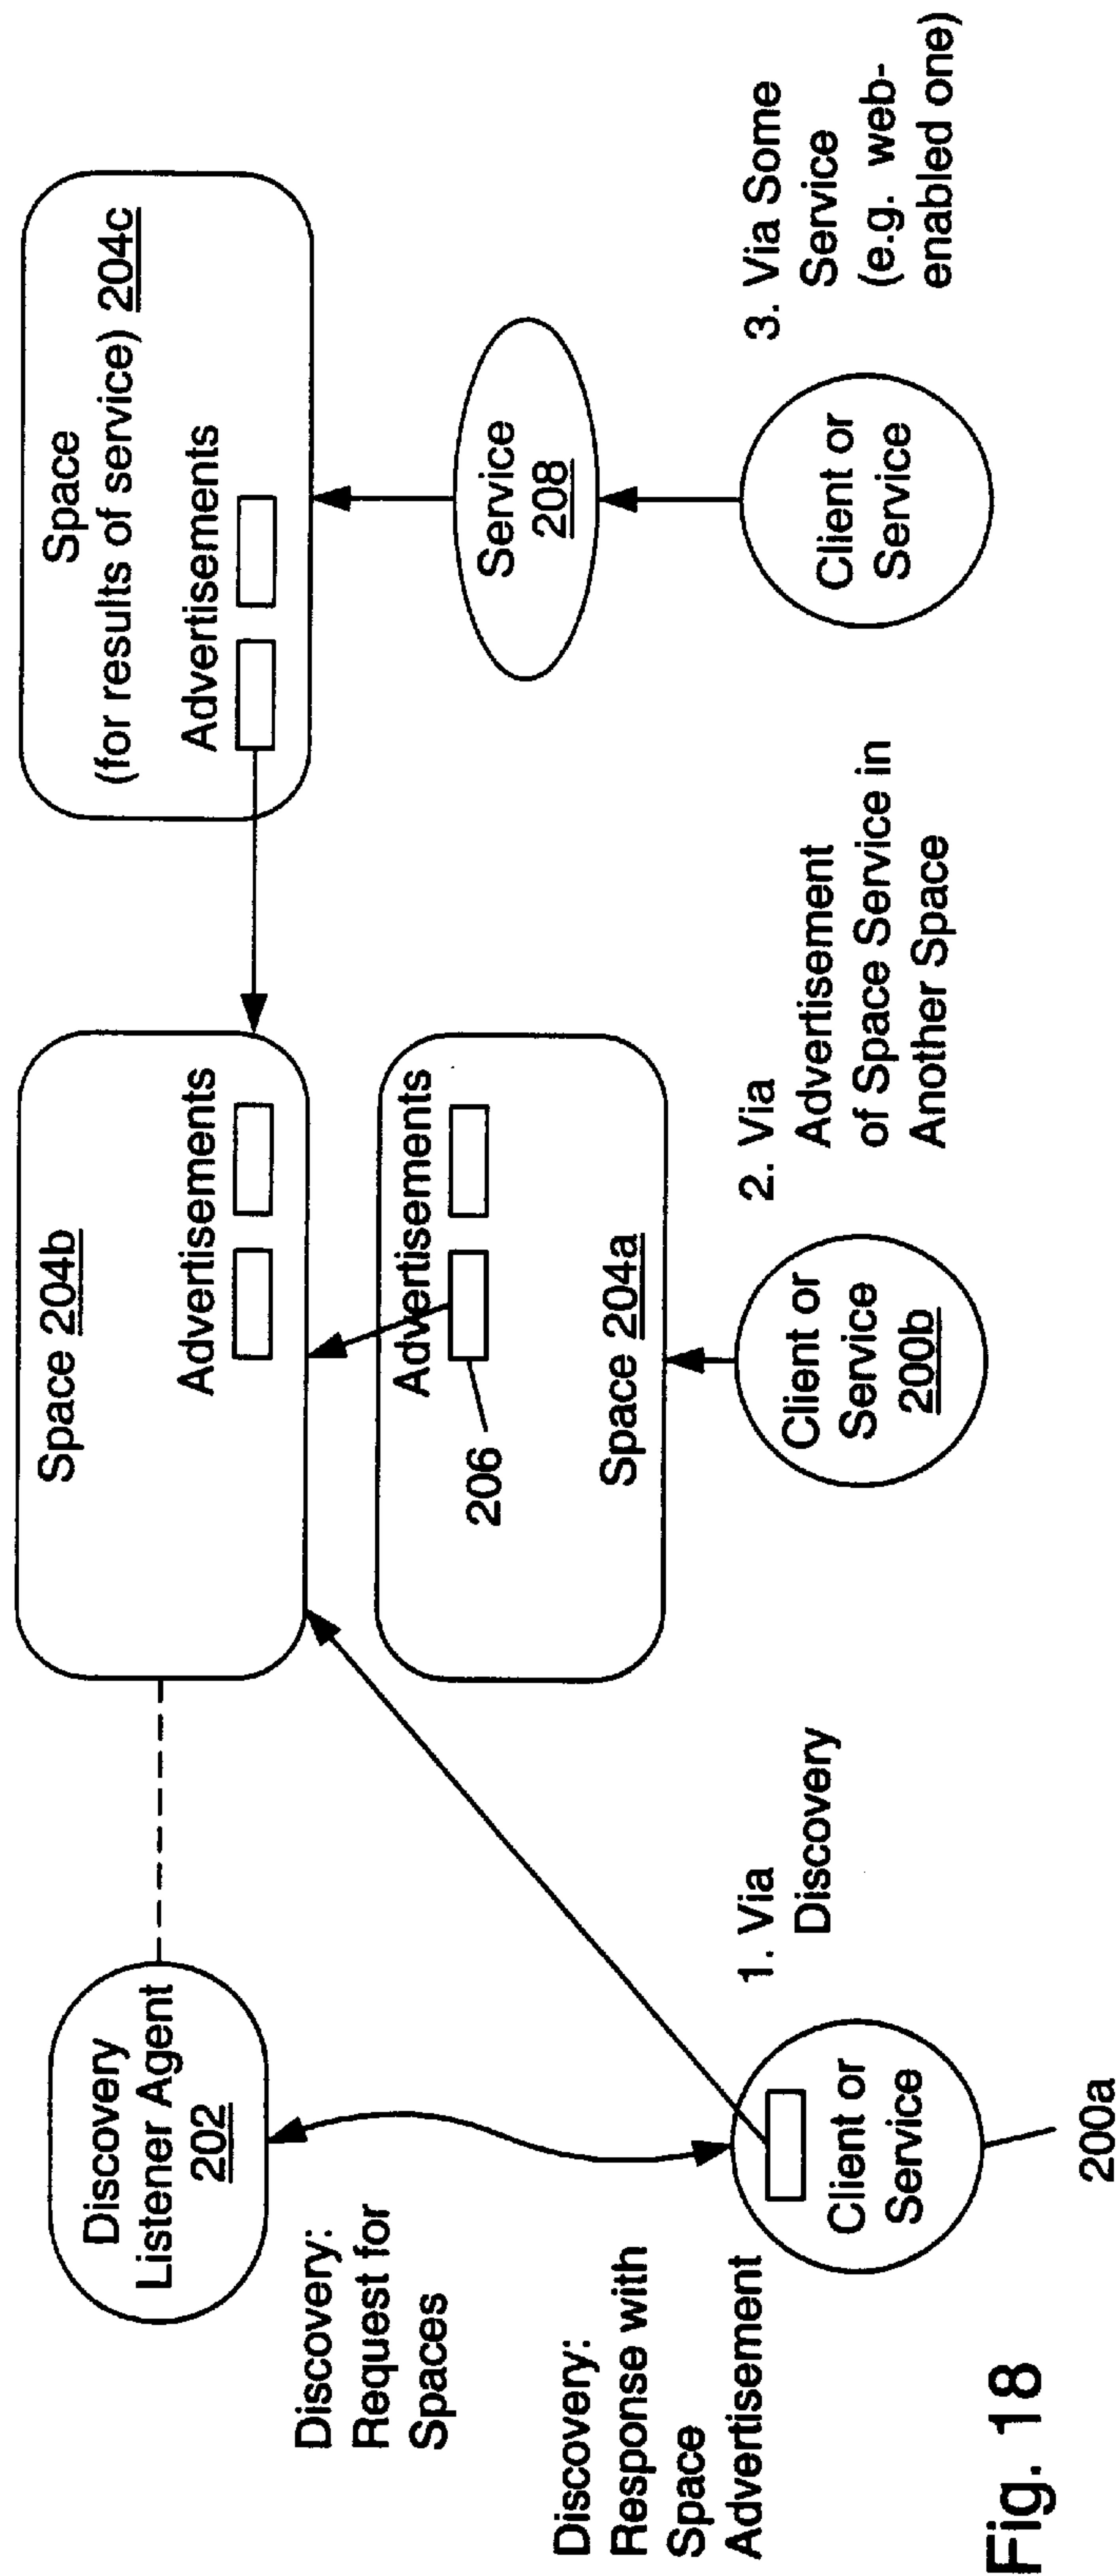 Discovery
Listener Agent
202
Discovery:
Request for
Spaces
Discovery:
Response with
Space
Advertisement
Client or
Service
200a
1. Via
Discovery
Space 204b
Advertisements
Advertisements
206
Space 204a
Client or
Service
200b
2. Via
Advertisement
of Space Service in
Another Space
Space
(for results of service) 204c
Advertisements
Service
208
Client or
Service
3. Via Some
Service
(e.g. web-
enabled one)
Fig. 18